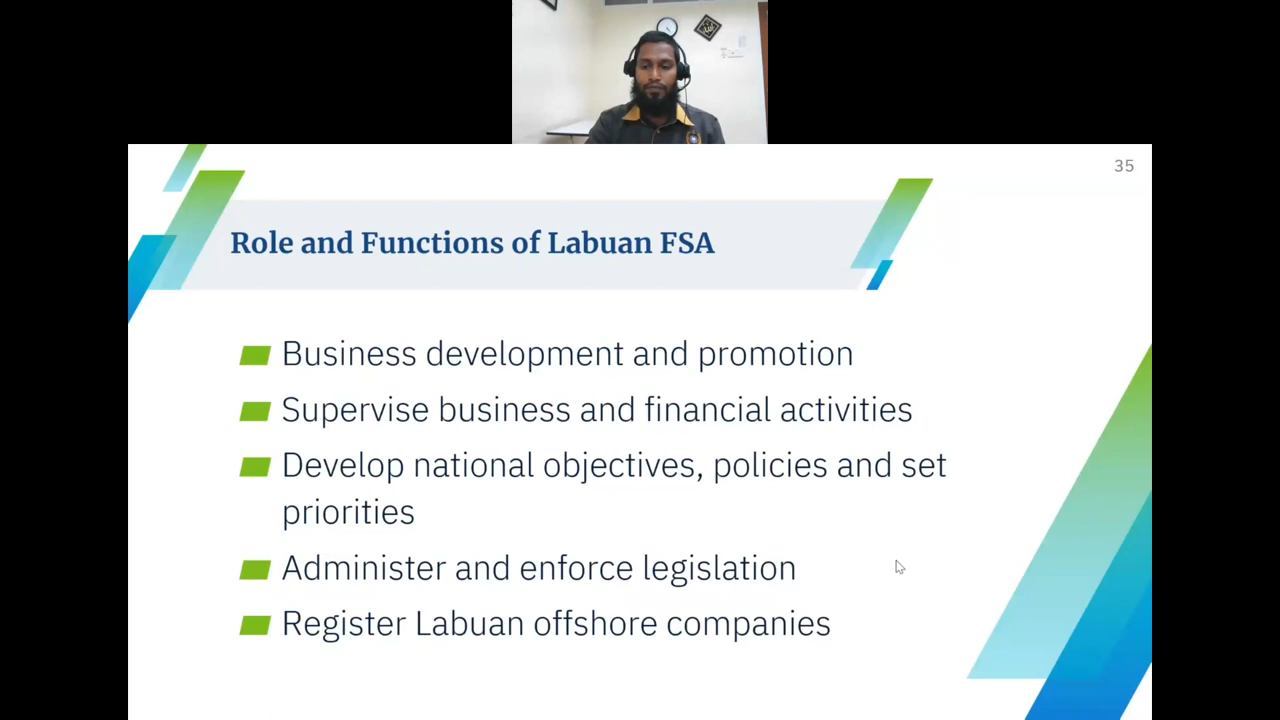 35
Role and Functions of Labuan FSA
Business development and promotion
Supervise business and financial activities
Develop national objectives, policies and set
priorities
Administer and enforce legislation
Register Labuan offshore companies